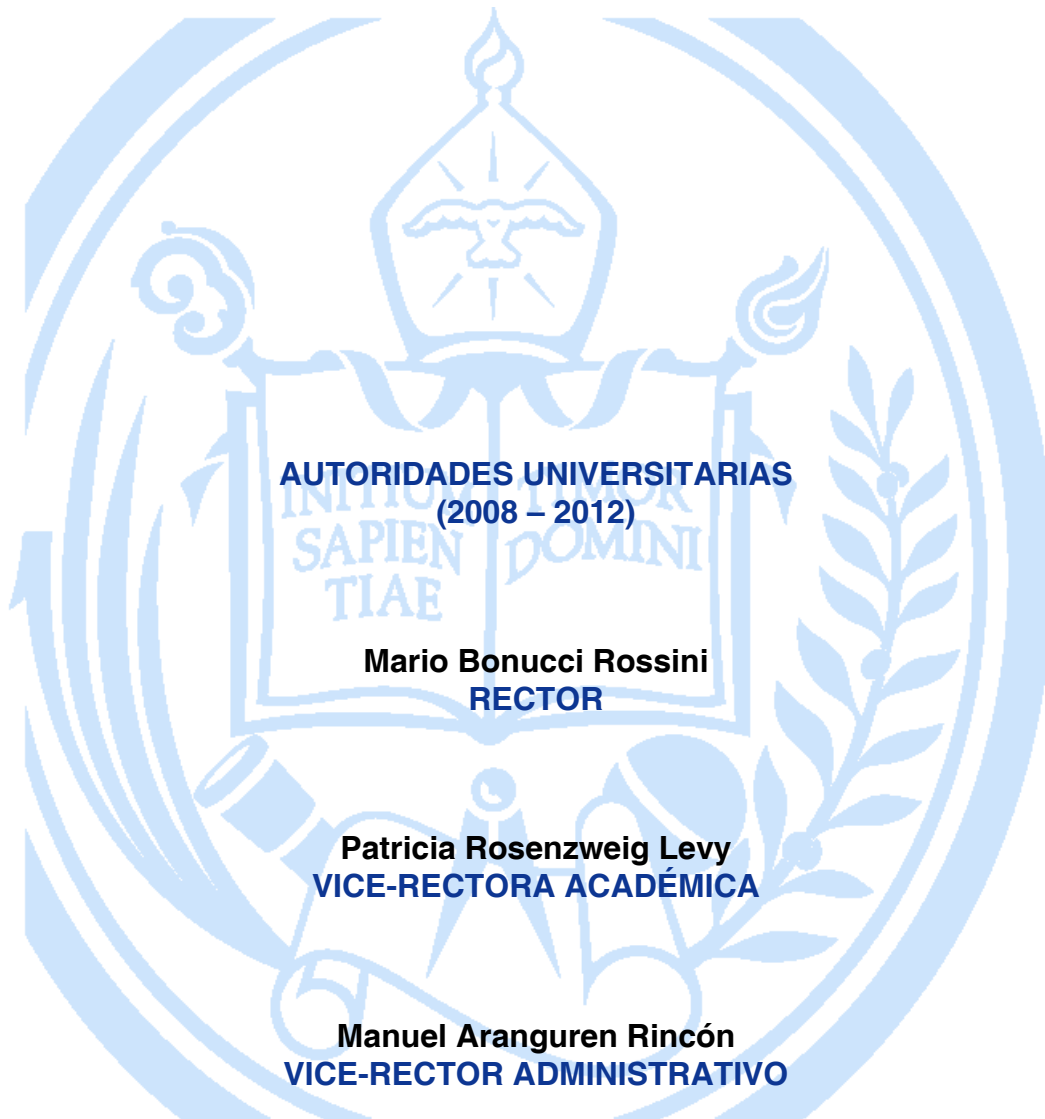 AUTORIDADES UNIVERSITARIAS
(2008 – 2012)
INITIUM TIMOR
SAPIEN DOMINI
TIAE
Mario Bonucci Rossini
RECTOR
Patricia Rosenzweig Levy
VICE-RECTORA ACADÉMICA
Manuel Aranguren Rincón
VICE-RECTOR ADMINISTRATIVO